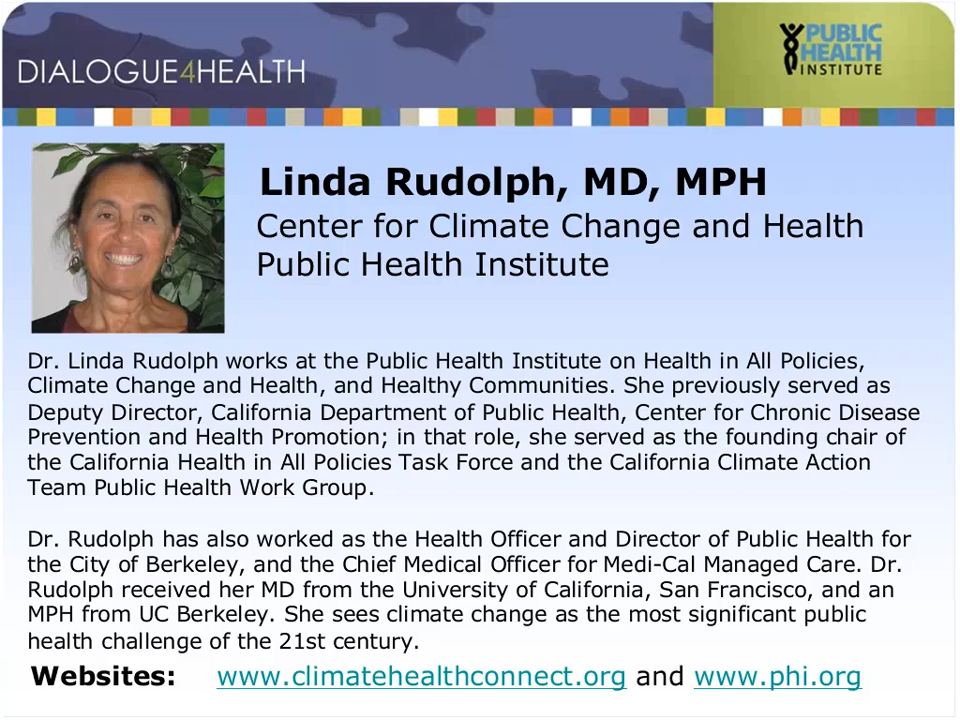 DIALOGUE4HEALTH
PUBLIC
HEALTH
INSTITUTE
Linda Rudolph, MD, MPH
Center for Climate Change and Health
Public Health Institute
Dr. Linda Rudolph works at the Public Health Institute on Health in All Policies,
Climate Change and Health, and Healthy Communities. She previously served as
Deputy Director, California Department of Public Health, Center for Chronic Disease
Prevention and Health Promotion; in that role, she served as the founding chair of
the California Health in All Policies Task Force and the California Climate Action
Team Public Health Work Group.
Dr. Rudolph has also worked as the Health Officer and Director of Public Health for
the City of Berkeley, and the Chief Medical Officer for Medi-Cal Managed Care. Dr.
Rudolph received her MD from the University of California, San Francisco, and an
MPH from UC Berkeley. She sees climate change as the most significant public
health challenge of the 21st century.
Websites: www.climatehealthconnect.org and www.phi.org